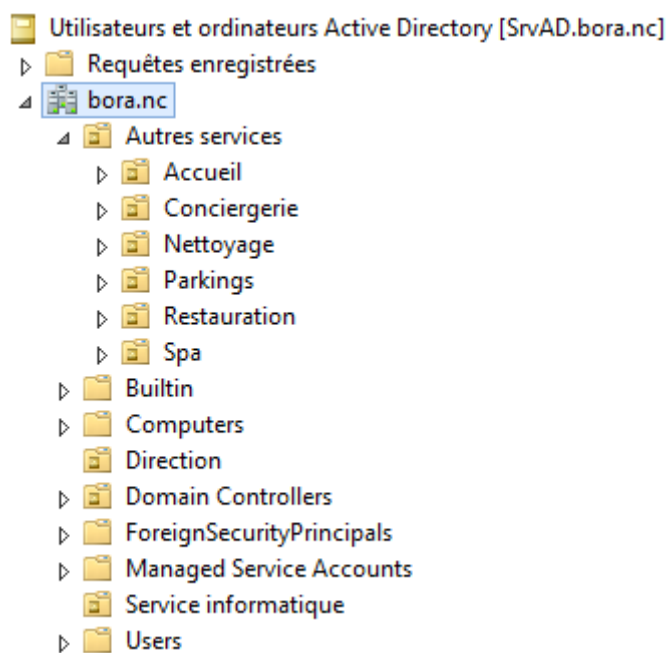 Utilisateurs et ordinateurs Active Directory [SrvAD.bora.nc]
Requêtes enregistrées
bora.nc
Autres services
Accueil
Conciergerie
Nettoyage
Parkings
Restauration
Spa
Builtin
Computers
Direction
Domain Controllers
ForeignSecurityPrincipals
Managed Service Accounts
Service informatique
Users